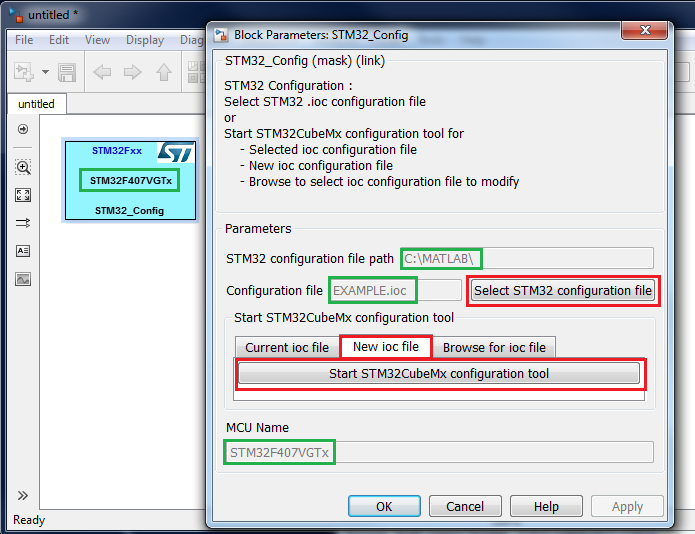 untitled *
File Edit View Display
untitled
STM32Fxx
ST
STM32F407VGTx
STM32_Config
Ready
Block Parameters: STM32_Config
STM32_Config (mask) (link)
STM32 Configuration :
Select STM32 .ioc configuration file
or
Start STM32CubeMx configuration tool for
- Selected ioc configuration file
- New ioc configuration file
- Browse to select ioc configuration file to modify
Parameters
STM32 configuration file path C:\MATLAB\
Configuration file EXAMPLE.ioc Select STM32 configuration file
Start STM32CubeMx configuration tool
Current ioc file New ioc file Browse for ioc file
Start STM32CubeMx configuration tool
MCU Name
STM32F407VGTx
OK Cancel Help Apply